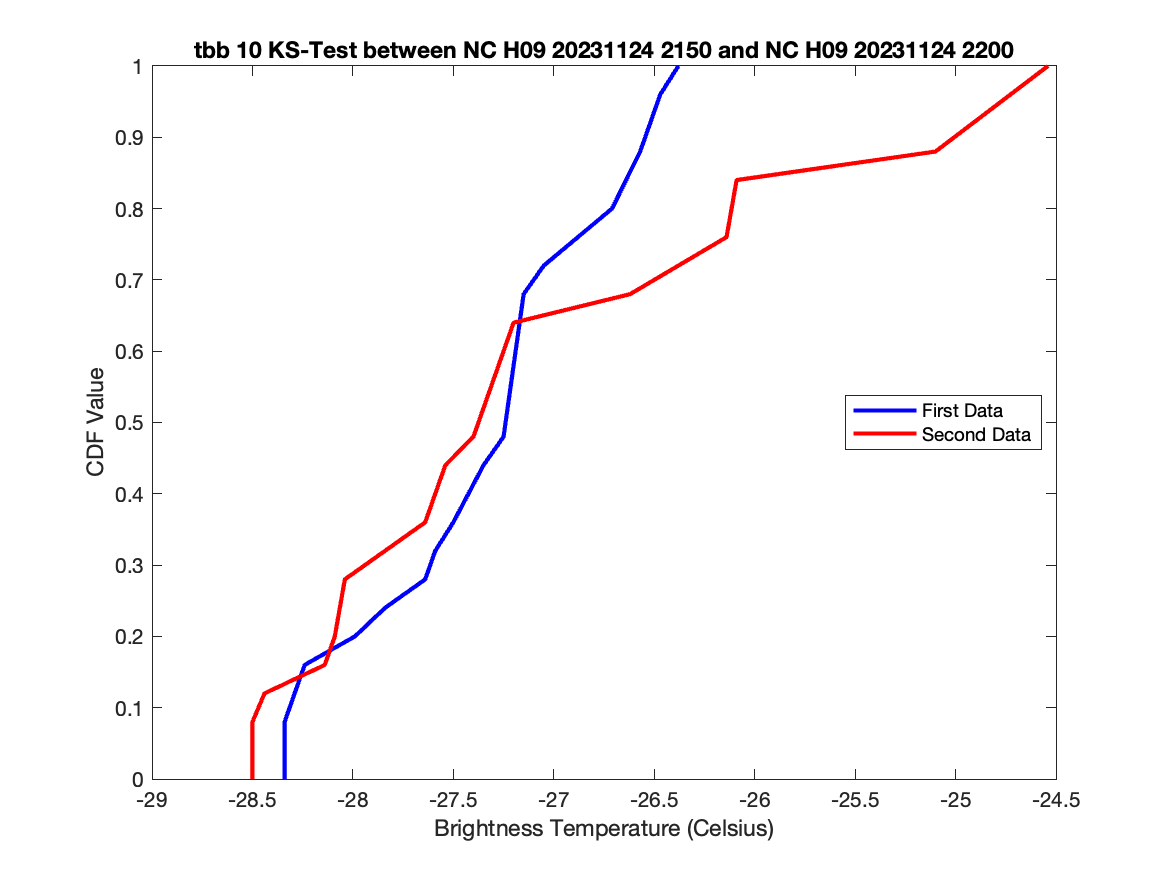 tbb 10 KS-Test between NC H09 20231124 2150 and NC H09 20231124 2200
1
0.9
0.8
0.7
0.6
0.5
0.4
0.3
0.2
0.1
0
CDF Value
First Data
Second Data
-29 -28.5 -28 -27.5 -27 -26.5 -26 -25.5 -25 -24.5
Brightness Temperature (Celsius)